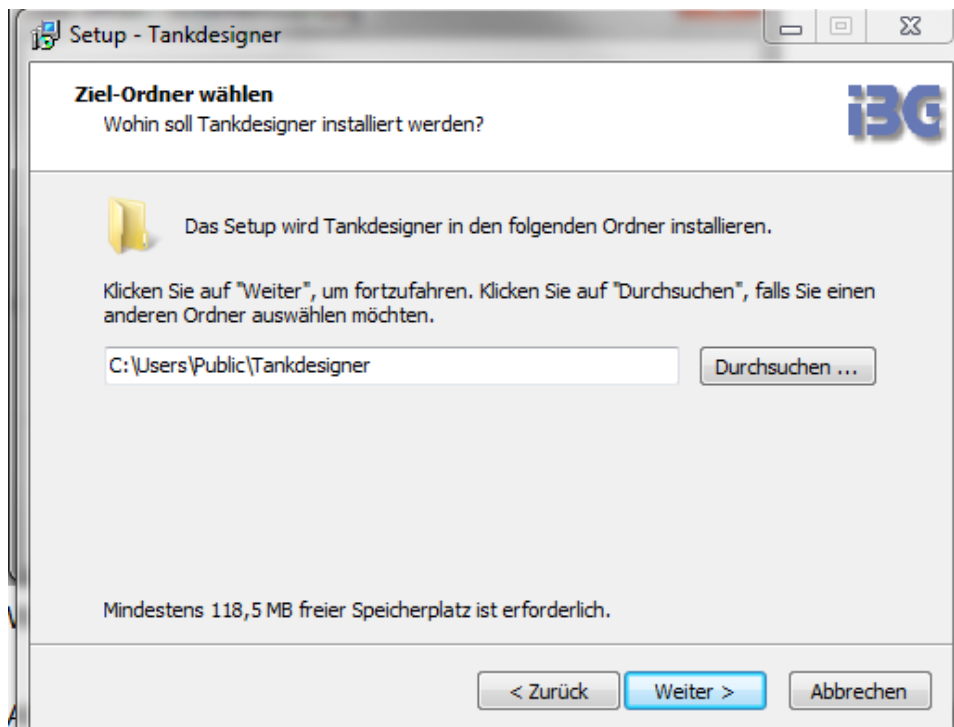 Setup - Tankdesigner
Ziel-Ordner wählen
Wohin soll Tankdesigner installiert werden?
i3G
Das Setup wird Tankdesigner in den folgenden Ordner installieren.
Klicken Sie auf "Weiter", um fortzufahren. Klicken Sie auf "Durchsuchen", falls Sie einen
anderen Ordner auswählen möchten.
C:\Users\Public\Tankdesigner
Durchsuchen ...
Mindestens 118,5 MB freier Speicherplatz ist erforderlich.
< Zurück
Weiter >
Abbrechen